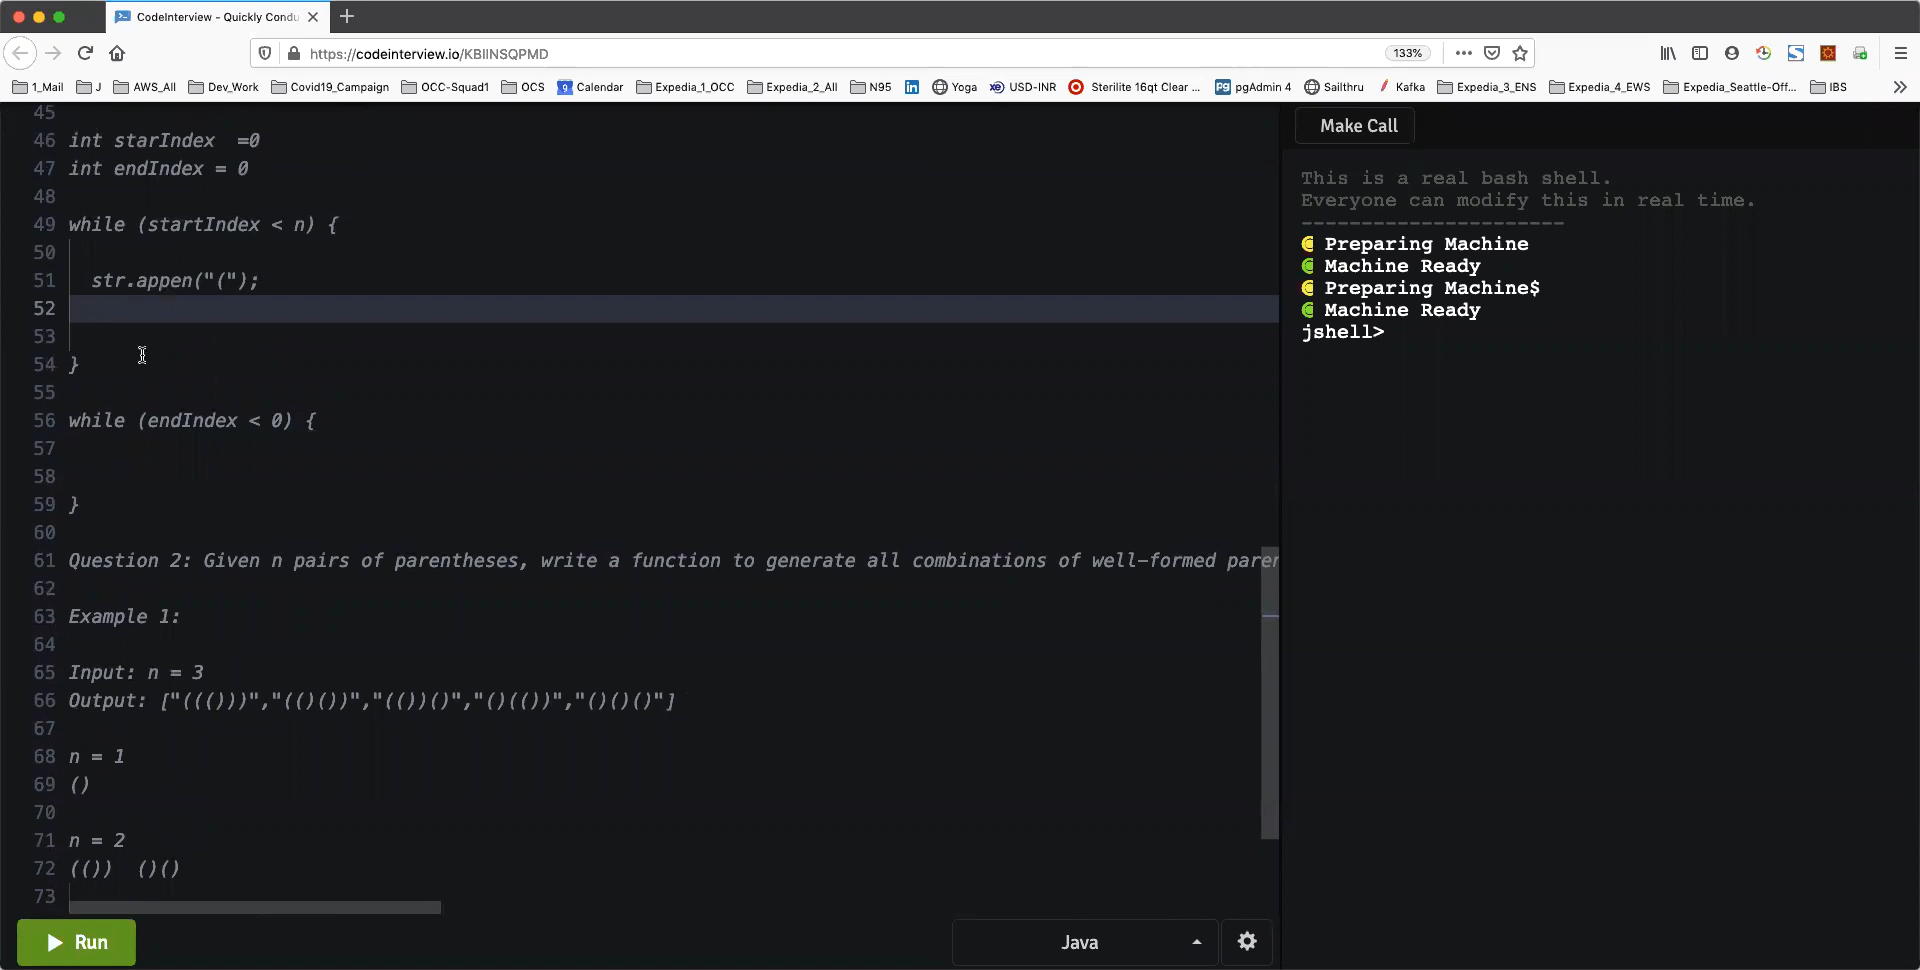 CodeInterview - Quickly Condu
https://codeinterview.io/KBIINSQPMD
133%
1_Mail J AWS_All Dev_Work Covid19_Campaign OCC-Squad1 OCS Calendar Expedia_1_OCC Expedia_2_All N95 Yoga USD-INR Sterilite 16qt Clear ... pgAdmin 4 Sailthru Kafka Expedia_3_ENS Expedia_4_EWS Expedia_Seattle-Off... IBS
45
46 int starIndex  =0
47 int endIndex = 0
48
49 while (startIndex < n) {
50
51   str.appen("(");
52
53
54 }
55
56 while (endIndex < 0) {
57
58
59 }
60
61 Question 2: Given n pairs of parentheses, write a function to generate all combinations of well-formed paren
62
63 Example 1:
64
65 Input: n = 3
66 Output: ["((()))","(()())","(())()","()(())","()()()"]
67
68 n = 1
69 ()
70
71 n = 2
72 (())  ()()
73
Run
Java
Make Call
This is a real bash shell.
Everyone can modify this in real time.
----------------------
Preparing Machine
Machine Ready
Preparing Machine$
Machine Ready
jshell>